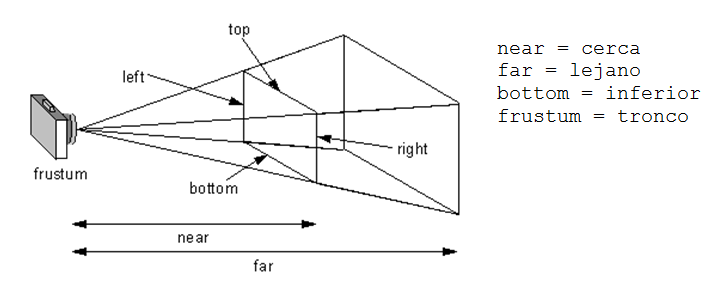 top
left
right
frustum
bottom
near
far
near = cerca
far = lejano
bottom = inferior
frustum = tronco